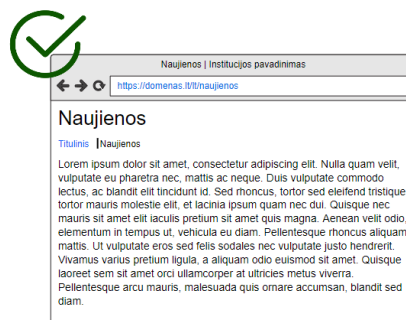 Naujienos | Institucijos pavadinimas
https://domenas.lt/lt/naujienos
Naujienos
Titulinis | Naujienos
Lorem ipsum dolor sit amet, consectetur adipiscing elit. Nulla quam velit,
vulputate eu pharetra nec, mattis ac neque. Duis vulputate commodo
lectus, ac blandit elit tincidunt id. Sed rhoncus, tortor sed eleifend tristique
tortor mauris molestie elit, et lacinia ipsum quam nec dui. Quisque nec
mauris sit amet elit iaculis pretium sit amet quis magna. Aenean velit odio,
elementum in tempus ut, vehicula eu diam. Pellentesque rhoncus aliquam
mattis. Ut vulputate eros sed felis sodales nec vulputate justo hendrerit.
Vivamus varius pretium ligula, a aliquam odio euismod sit amet. Quisque
laoreet sem sit amet orci ullamcorper at ultricies metus viverra.
Pellentesque arcu mauris, malesuada quis ornare accumsan, blandit sed
diam.